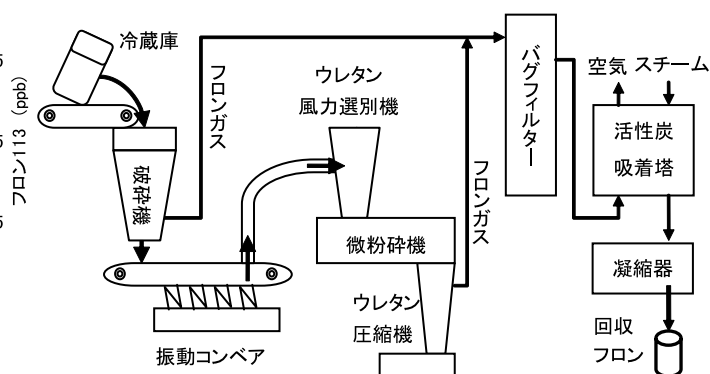 冷蔵庫
フロン113 (ppb)
破砕機
振動コンベア
フロンガス
ウレタン
風力選別機
微粉砕機
ウレタン
圧縮機
フロンガス
バグフィルター
空気 スチーム
活性炭
吸着塔
凝縮器
回収
フロン